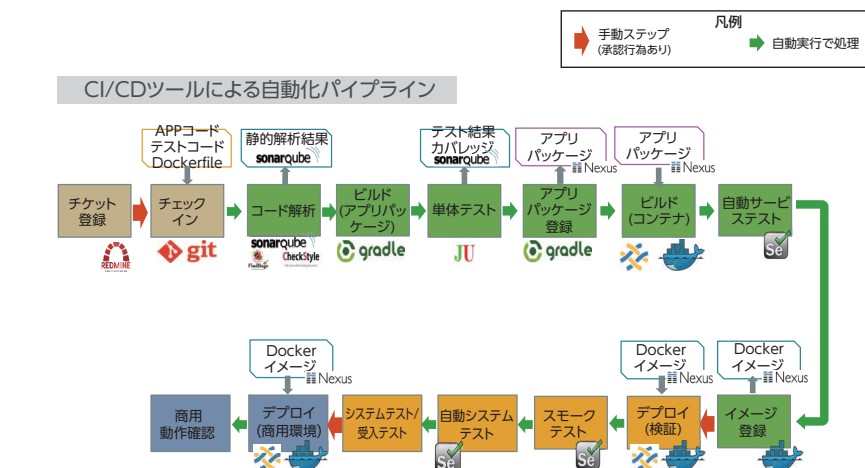 凡例
手動ステップ
(承認行為あり)
自動実行で処理
CI/CDツールによる自動化パイプライン
APPコード
テストコード
Dockerfile
静的解析結果
sonarqube
テスト結果
カバレッジ
sonarqube
アプリ
パッケージ
Nexus
アプリ
パッケージ
Nexus
チケット
登録
チェック
イン
コード解析
ビルド
(アプリパッ
ケージ)
単体テスト
アプリ
パッケージ
登録
ビルド
(コンテナ)
自動サービ
ステスト
REDMINE
git
sonarqube
FindBugs
CheckStyle
gradle
JU
gradle
Se
Docker
イメージ
Nexus
Docker
イメージ
Nexus
Docker
イメージ
Nexus
商用
動作確認
デプロイ
(商用環境)
システムテスト/
受入テスト
自動システム
テスト
スモーク
テスト
デプロイ
(検証)
イメージ
登録
Se
Se